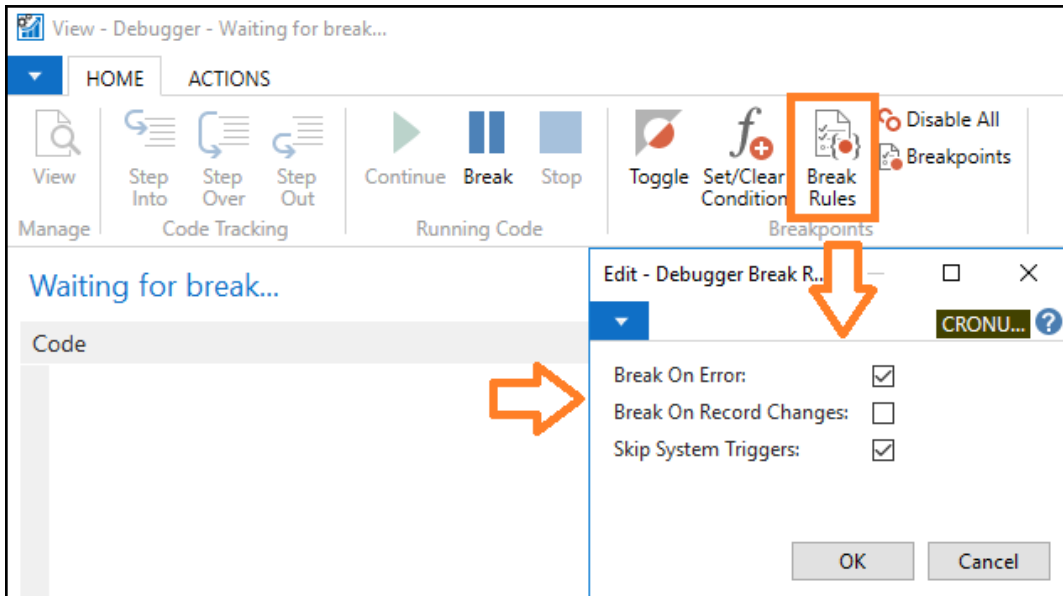 View - Debugger - Waiting for break...
HOME ACTIONS
View
Step Into
Step Over
Step Out
Continue
Break
Stop
Toggle
Set/Clear Condition
Break Rules
Disable All
Breakpoints
Manage
Code Tracking
Running Code
Breakpoints
Waiting for break...
Code
Edit - Debugger Break R...
CRONU... ?
Break On Error:
Break On Record Changes:
Skip System Triggers:
OK Cancel